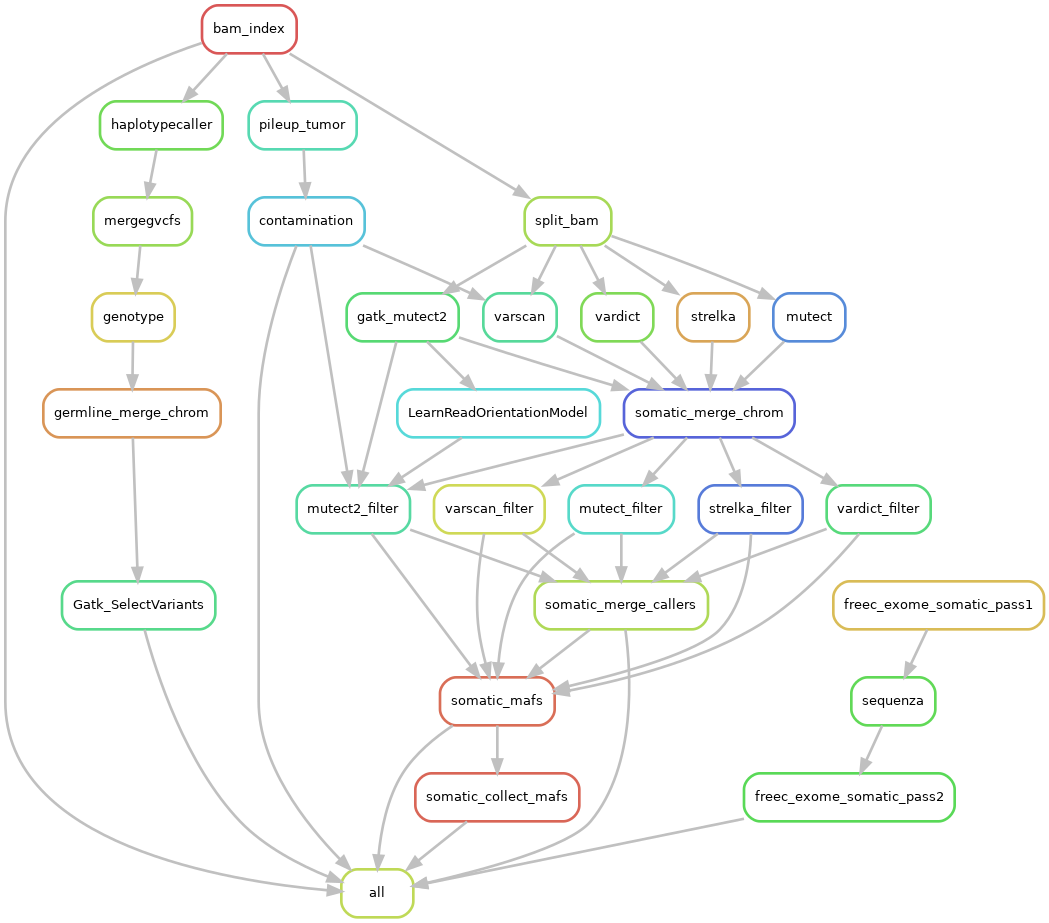 bam_index
haplotypecaller
pileup_tumor
mergegvcfs
contamination
split_bam
genotype
gatk_mutect2
varscan
vardict
strelka
mutect
germline_merge_chrom
LearnReadOrientationModel
somatic_merge_chrom
mutect2_filter
varscan_filter
mutect_filter
strelka_filter
vardict_filter
Gatk_SelectVariants
somatic_merge_callers
freec_exome_somatic_pass1
somatic_mafs
sequenza
somatic_collect_mafs
freec_exome_somatic_pass2
all